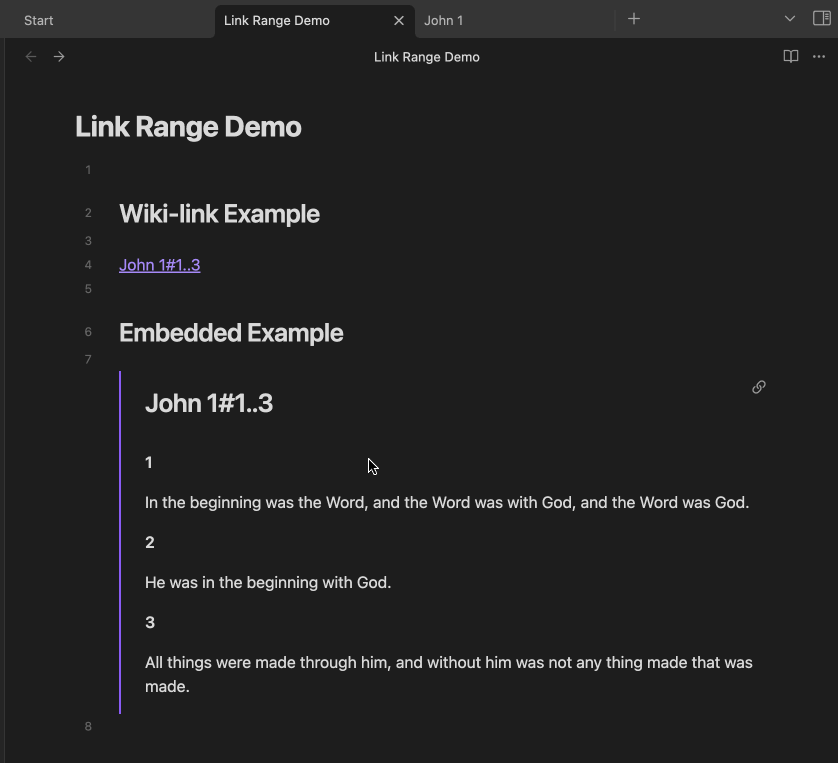 Start
Link Range Demo
John 1
Link Range Demo
Link Range Demo
1
2 Wiki-link Example
3
4 John 1#1..3
5
6 Embedded Example
7
John 1#1..3
1
In the beginning was the Word, and the Word was with God, and the Word was God.
2
He was in the beginning with God.
3
All things were made through him, and without him was not any thing made that was
made.
8